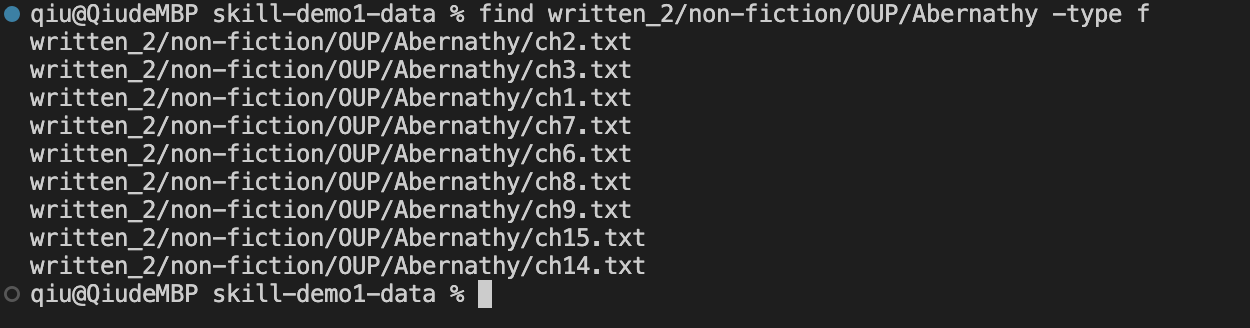 qiu@QiudeMBP skill-demo1-data % find written_2/non-fiction/OUP/Abernathy -type f
written_2/non-fiction/OUP/Abernathy/ch2.txt
written_2/non-fiction/OUP/Abernathy/ch3.txt
written_2/non-fiction/OUP/Abernathy/ch1.txt
written_2/non-fiction/OUP/Abernathy/ch7.txt
written_2/non-fiction/OUP/Abernathy/ch6.txt
written_2/non-fiction/OUP/Abernathy/ch8.txt
written_2/non-fiction/OUP/Abernathy/ch9.txt
written_2/non-fiction/OUP/Abernathy/ch15.txt
written_2/non-fiction/OUP/Abernathy/ch14.txt
qiu@QiudeMBP skill-demo1-data %